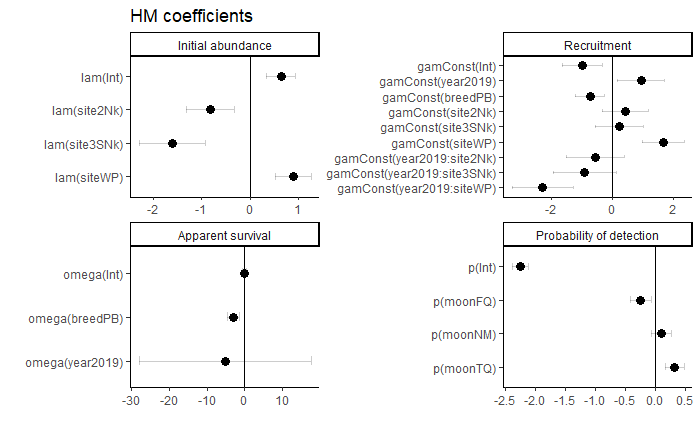 HM coefficients
Initial abundance
lam(Int)
lam(site2Nk)
lam(site3SNk)
lam(siteWP)
-2 -1 0 1
Recruitment
gamConst(Int)
gamConst(year2019)
gamConst(breedPB)
gamConst(site2Nk)
gamConst(site3SNk)
gamConst(siteWP)
gamConst(year2019:site2Nk)
gamConst(year2019:site3SNk)
gamConst(year2019:siteWP)
-2 0 2
Apparent survival
omega(Int)
omega(breedPB)
omega(year2019)
-30 -20 -10 0 10
Probability of detection
p(Int)
p(moonFQ)
p(moonNM)
p(moonTQ)
-2.5 -2.0 -1.5 -1.0 -0.5 0.0 0.5